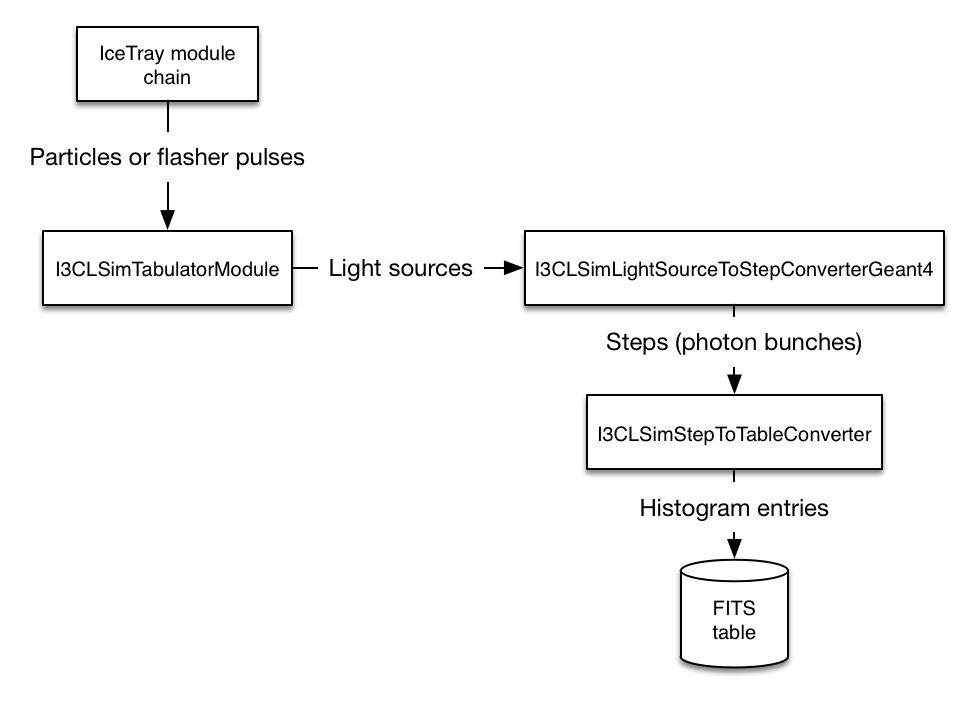 IceTray module
chain
Particles or flasher pulses
I3CLSimTabulatorModule
Light sources
I3CLSimLightSourceToStepConverterGeant4
Steps (photon bunches)
I3CLSimStepToTableConverter
Histogram entries
FITS
table